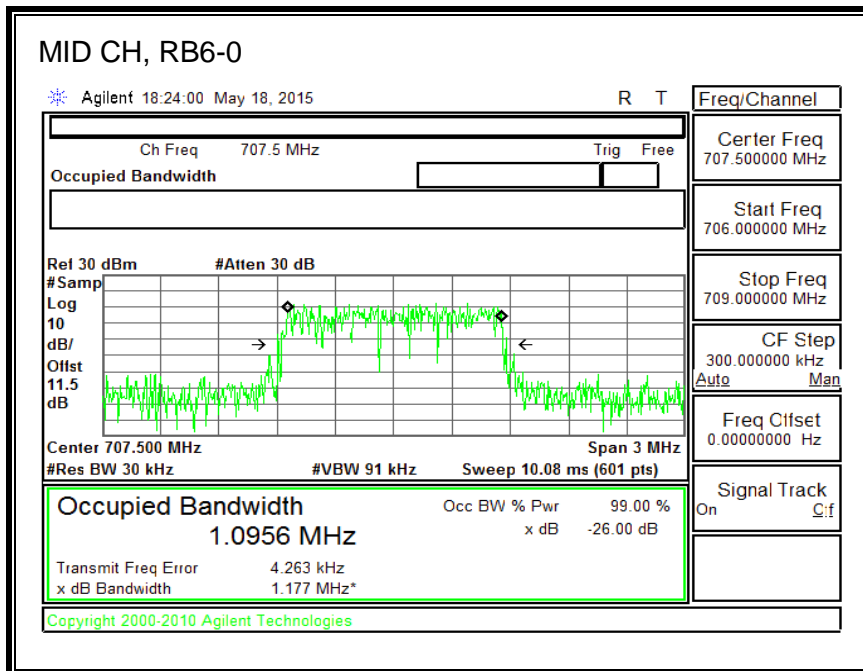 MID CH, RB6-0
Agilent 18:24:00 May 18, 2015 R T
Freq/Channel
Ch Freq 707.5 MHz Trig Free
Occupied Bandwidth
Center Freq
707.500000 MHz
Start Freq
706.000000 MHz
Stop Freq
709.000000 MHz
CF Step
300.000000 kHz
Auto Man
Freq Offset
0.00000000 Hz
Signal Track
On Off
Ref 30 dBm #Atten 30 dB
#Samp
Log
10
dB/
Offst
11.5
dB
Center 707.500 MHz Span 3 MHz
#Res BW 30 kHz #VBW 91 kHz Sweep 10.08 ms (601 pts)
Occupied Bandwidth Occ BW % Pwr 99.00 %
1.0956 MHz x dB -26.00 dB
Transmit Freq Error 4.263 kHz
x dB Bandwidth 1.177 MHz*
Copyright 2000-2010 Agilent Technologies